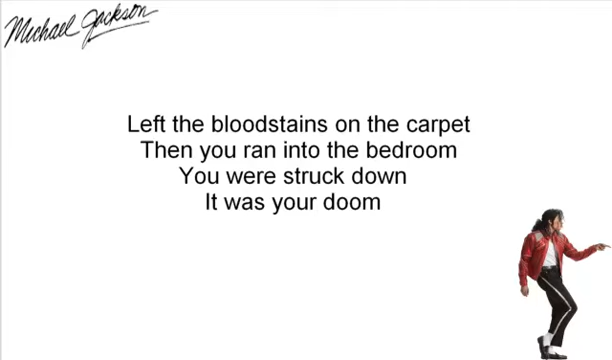 Michael Jackson
Left the bloodstains on the carpet
Then you ran into the bedroom
You were struck down
It was your doom